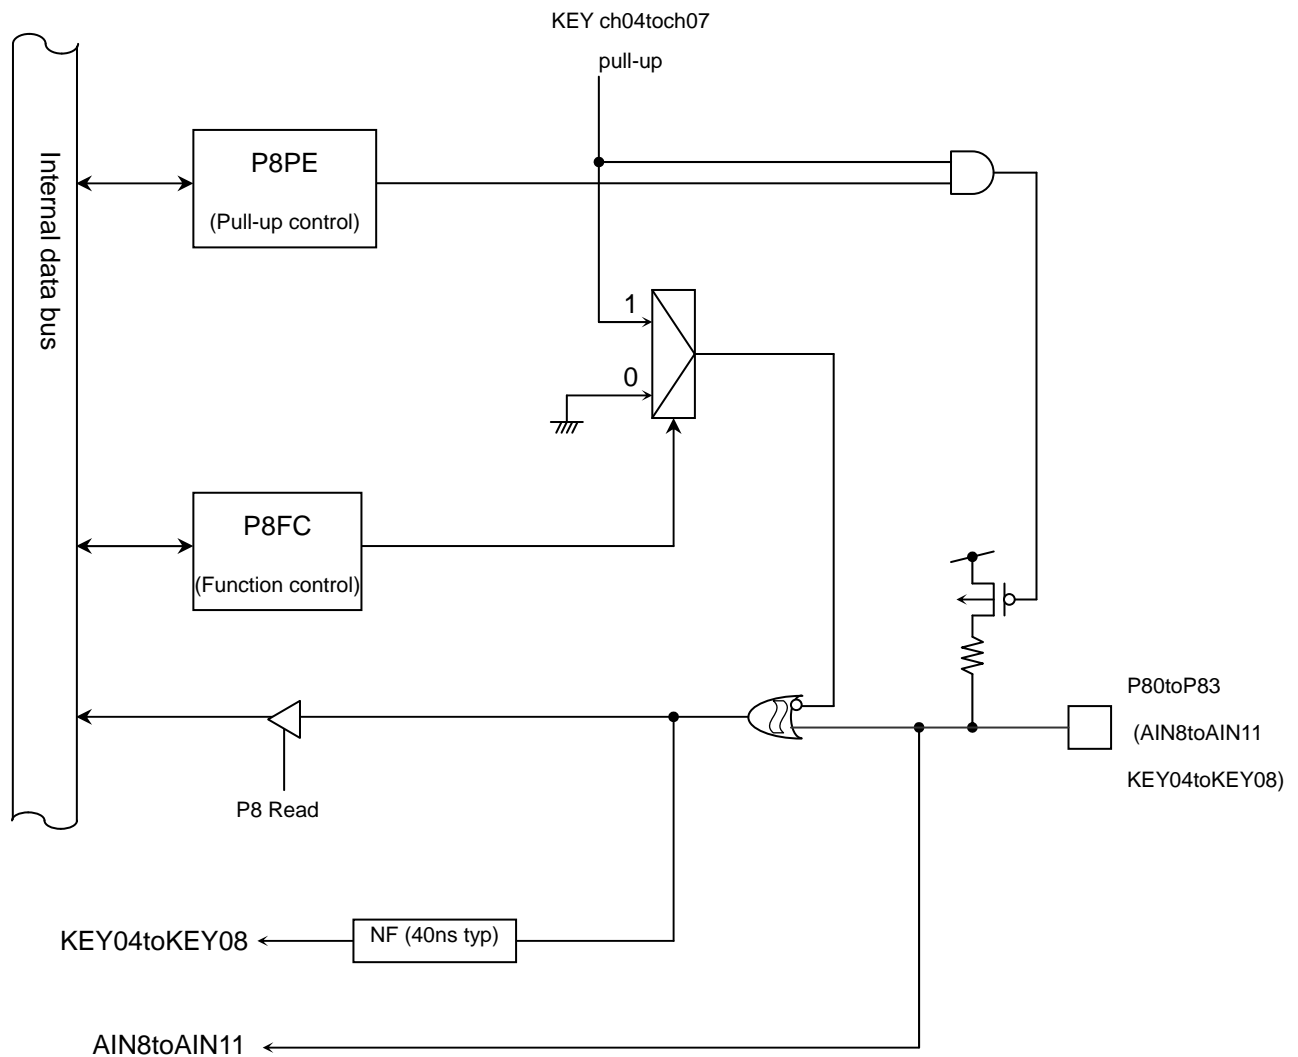 KEY ch04toch07
pull-up
Internal data bus
P8PE
(Pull-up control)
1
0
P8FC
(Function control)
P80toP83
(AIN8toAIN11
KEY04toKEY08)
P8 Read
NF (40ns typ)
KEY04toKEY08
AIN8toAIN11